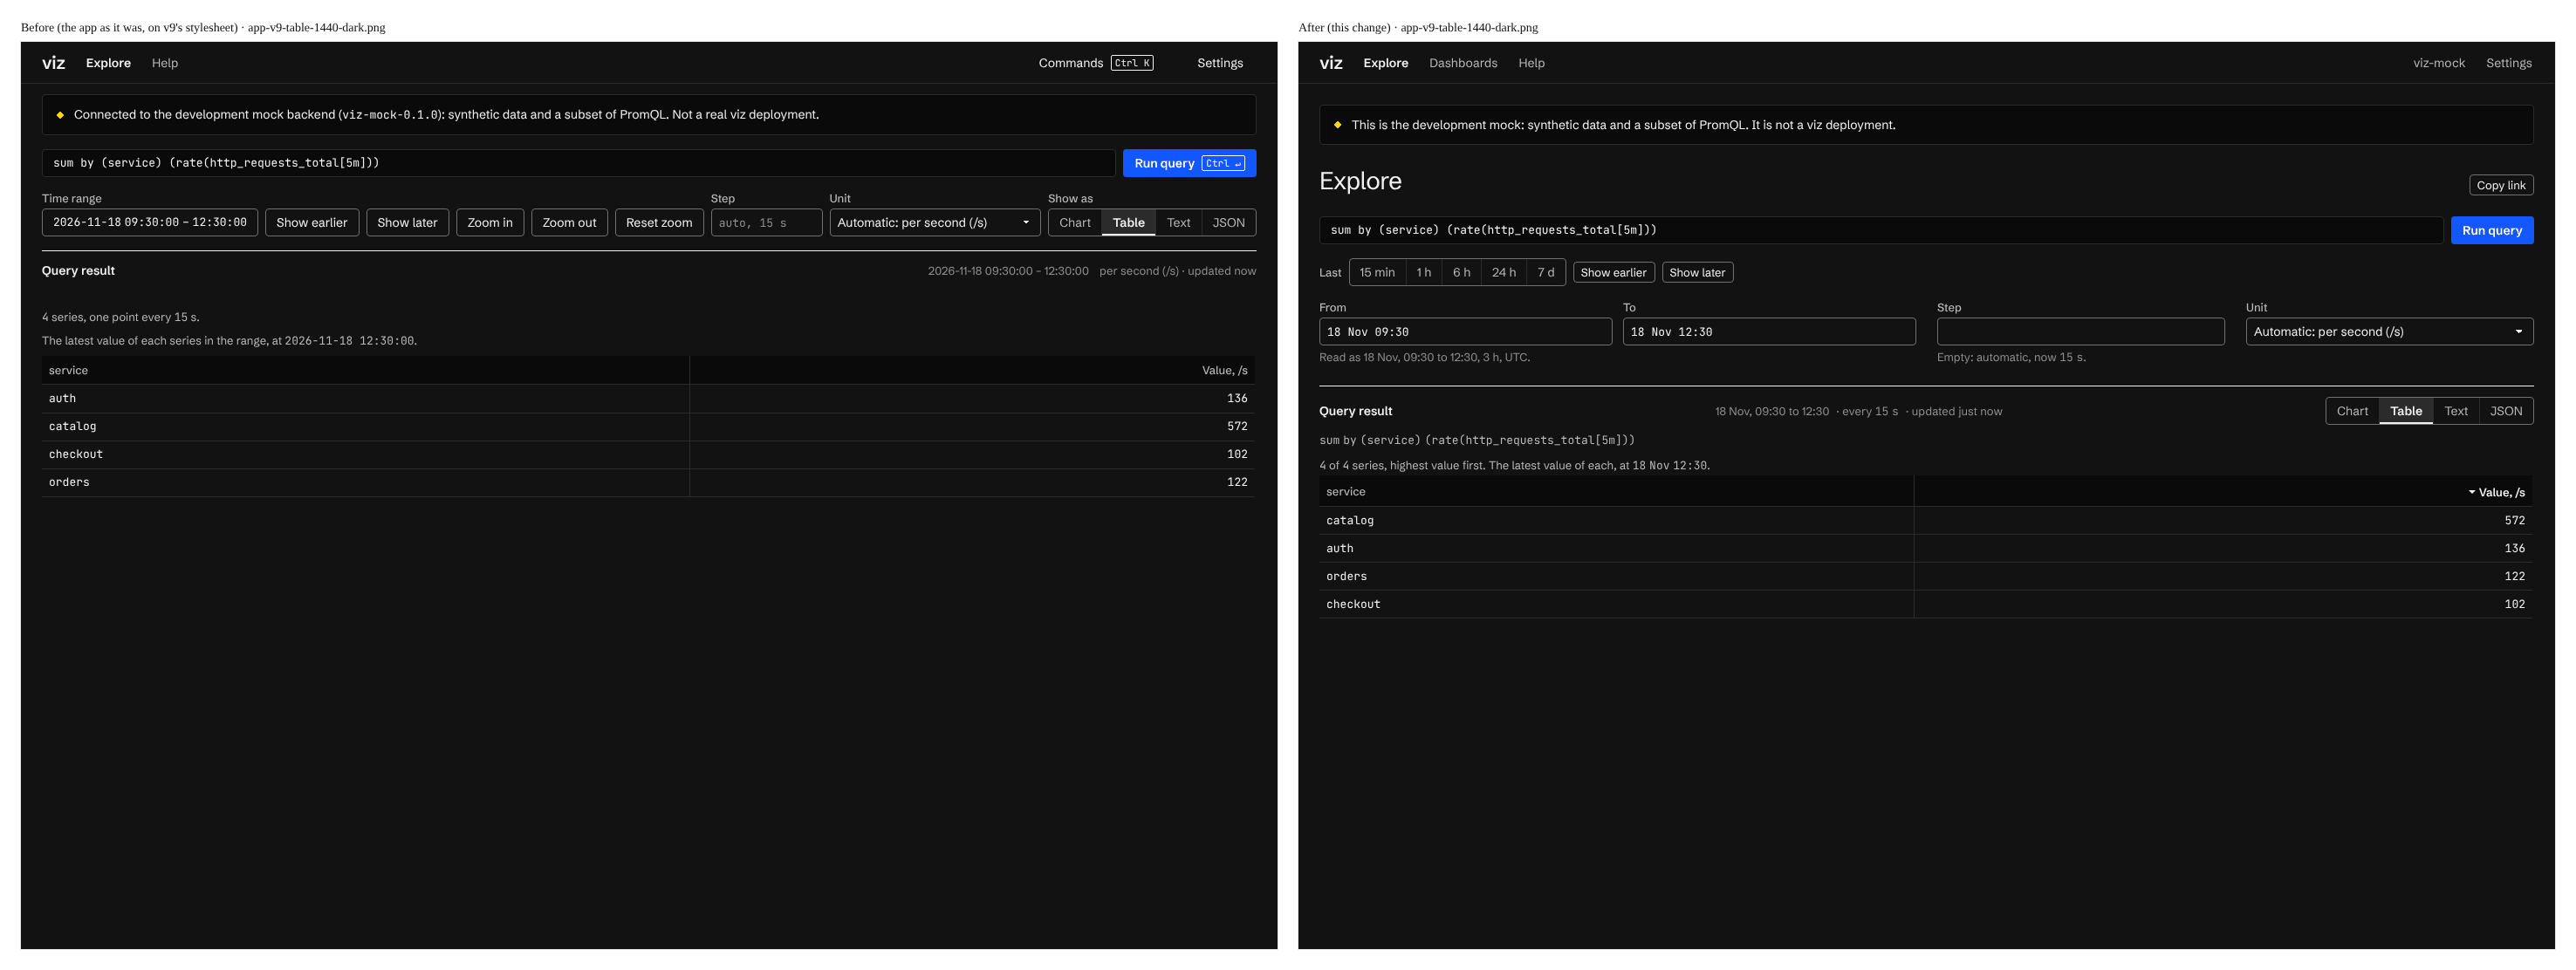 Before (the app as it was, on v9's stylesheet) · app-v9-table-1440-dark.png
viz Explore Help Commands Ctrl K Settings
Connected to the development mock backend (viz-mock-0.1.0): synthetic data and a subset of PromQL. Not a real viz deployment.
sum by (service) (rate(http_requests_total[5m])) Run query Ctrl ↵
Time range Step Unit Show as
2026-11-18 09:30:00 – 12:30:00 Show earlier Show later Zoom in Zoom out Reset zoom auto, 15 s Automatic: per second (/s) Chart Table Text JSON
Query result 2026-11-18 09:30:00 – 12:30:00 per second (/s) · updated now
4 series, one point every 15 s.
The latest value of each series in the range, at 2026-11-18 12:30:00.
service Value, /s
auth 136
catalog 572
checkout 102
orders 122
After (this change) · app-v9-table-1440-dark.png
viz Explore Dashboards Help viz-mock Settings
This is the development mock: synthetic data and a subset of PromQL. It is not a viz deployment.
Explore Copy link
sum by (service) (rate(http_requests_total[5m])) Run query
Last 15 min 1 h 6 h 24 h 7 d Show earlier Show later
From To Step Unit
18 Nov 09:30 18 Nov 12:30 Automatic: per second (/s)
Read as 18 Nov, 09:30 to 12:30, 3 h, UTC. Empty: automatic, now 15 s.
Query result 18 Nov, 09:30 to 12:30 · every 15 s · updated just now Chart Table Text JSON
sum by (service) (rate(http_requests_total[5m]))
4 of 4 series, highest value first. The latest value of each, at 18 Nov 12:30.
service Value, /s
catalog 572
auth 136
orders 122
checkout 102